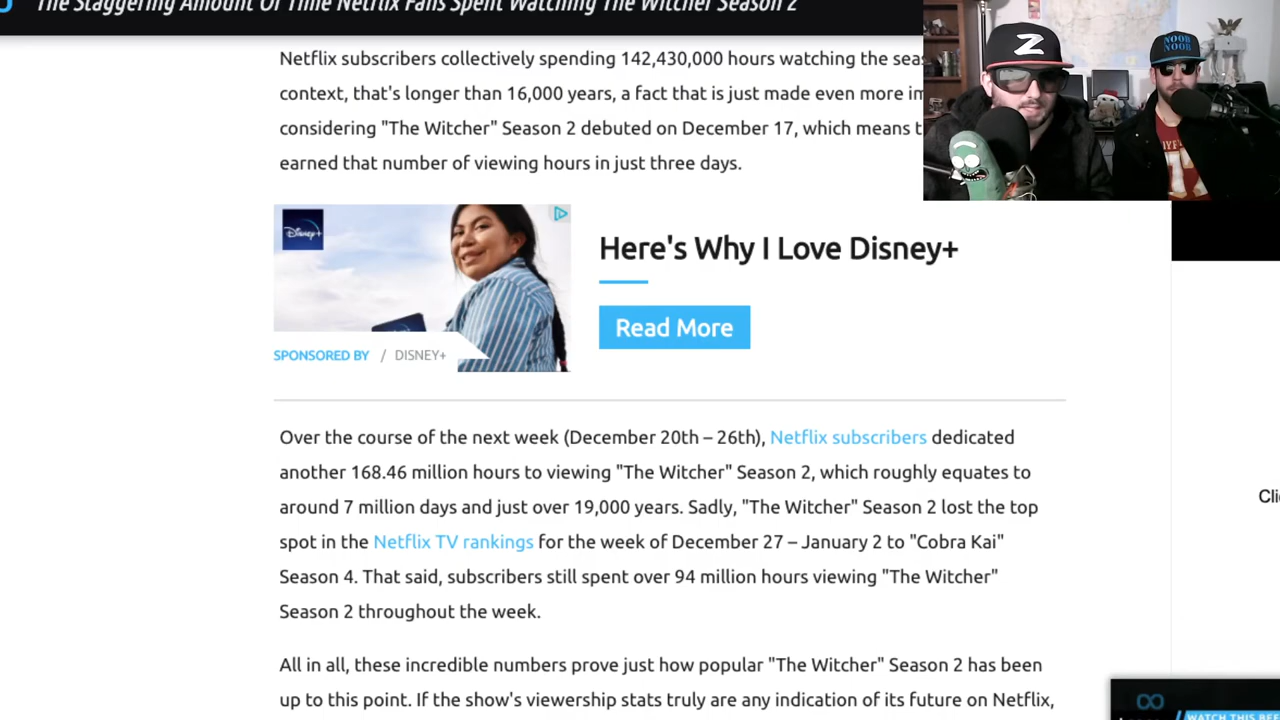 The Staggering Amount Of Time Netflix Fans Spent Watching The Witcher Season 2
Netflix subscribers collectively spending 142,430,000 hours watching the
context, that's longer than 16,000 years, a fact that is just made even more
considering "The Witcher" Season 2 debuted on December 17, which means
earned that number of viewing hours in just three days.
Z
NOOB
NOOB
Disney+
Here's Why I Love Disney+
Read More
SPONSORED BY / DISNEY+
Over the course of the next week (December 20th – 26th), Netflix subscribers dedicated
another 168.46 million hours to viewing "The Witcher" Season 2, which roughly equates to
around 7 million days and just over 19,000 years. Sadly, "The Witcher" Season 2 lost the top
spot in the Netflix TV rankings for the week of December 27 – January 2 to "Cobra Kai"
Season 4. That said, subscribers still spent over 94 million hours viewing "The Witcher"
Season 2 throughout the week.
All in all, these incredible numbers prove just how popular "The Witcher" Season 2 has been
up to this point. If the show's viewership stats truly are any indication of its future on Netflix,
WATCH THIS